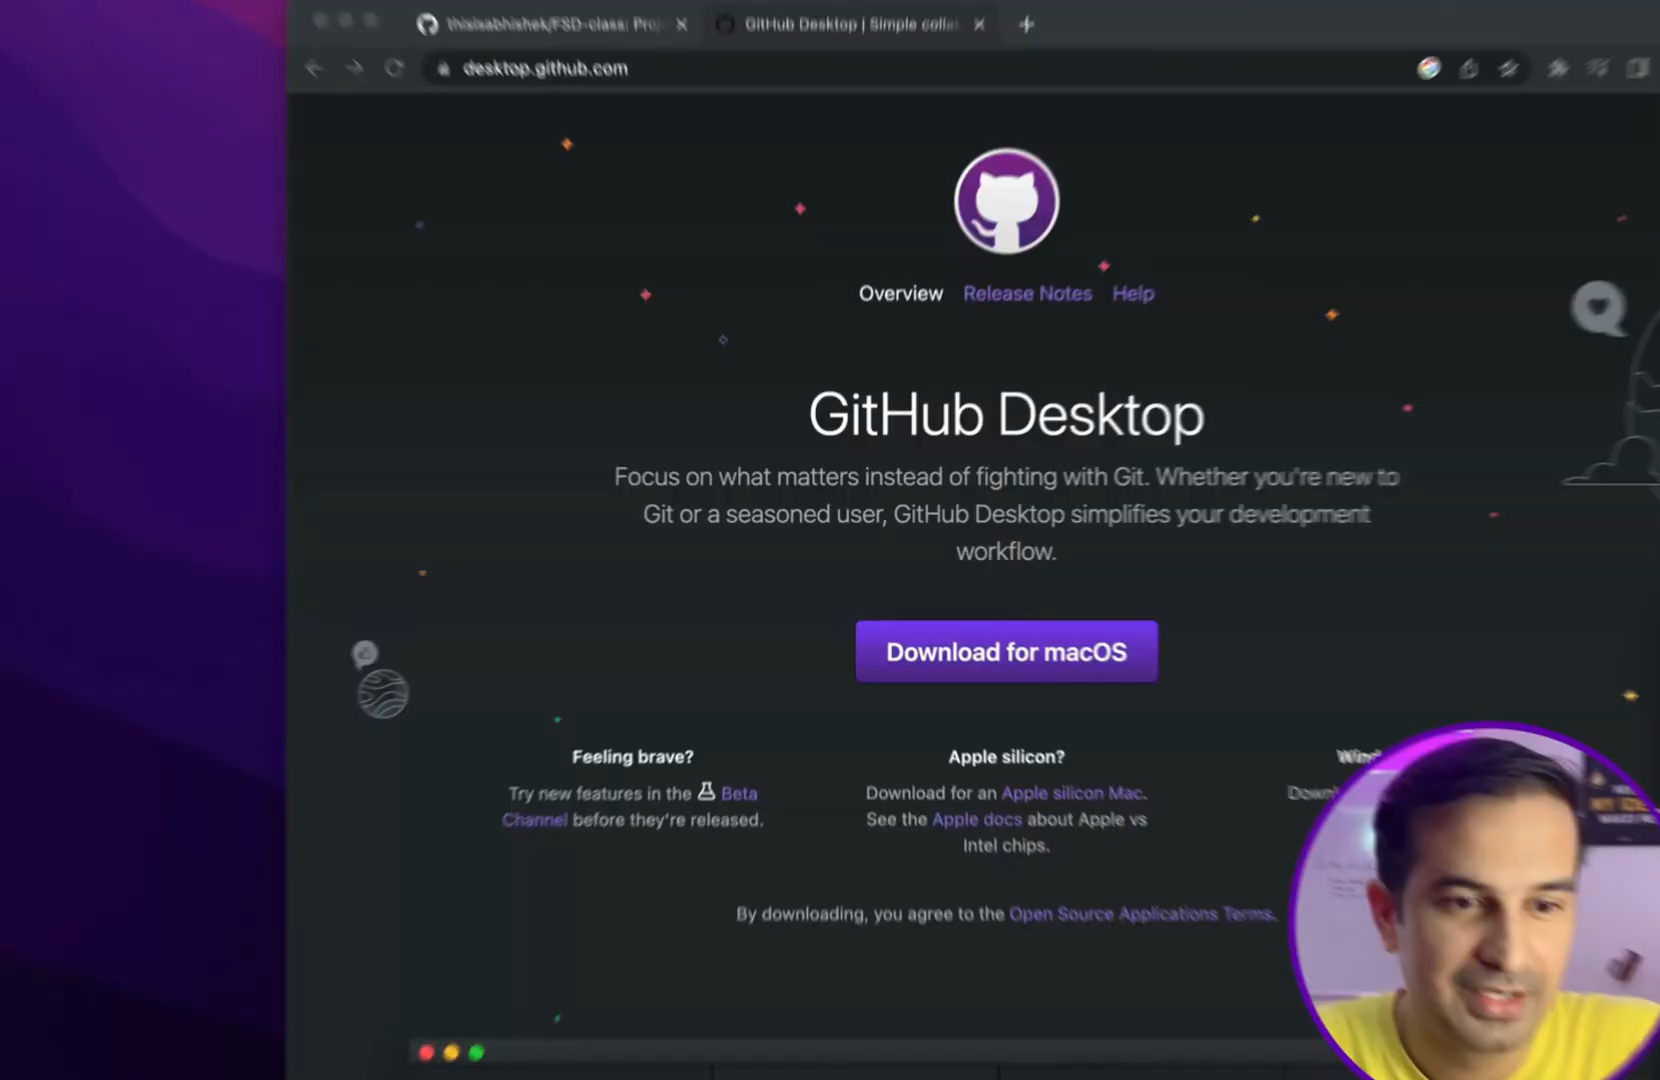 thisisabhishek/FSD-class: Pro
GitHub Desktop | Simple colla
desktop.github.com
Overview Release Notes Help
GitHub Desktop
Focus on what matters instead of fighting with Git. Whether you're new to
Git or a seasoned user, GitHub Desktop simplifies your development
workflow.
Download for macOS
Feeling brave?
Try new features in the Beta
Channel before they're released.
Apple silicon?
Download for an Apple silicon Mac.
See the Apple docs about Apple vs
Intel chips.
By downloading, you agree to the Open Source Applications Terms.